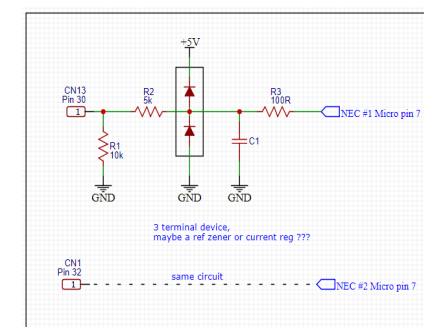 +5V
CN13
Pin 30
1
R2
5k
R3
100R
NEC #1 Micro pin 7
R1
10k
C1
GND
GND
GND
3 terminal device,
maybe a ref zener or current reg ???
CN1
Pin 32
1
same circuit
NEC #2 Micro pin 7